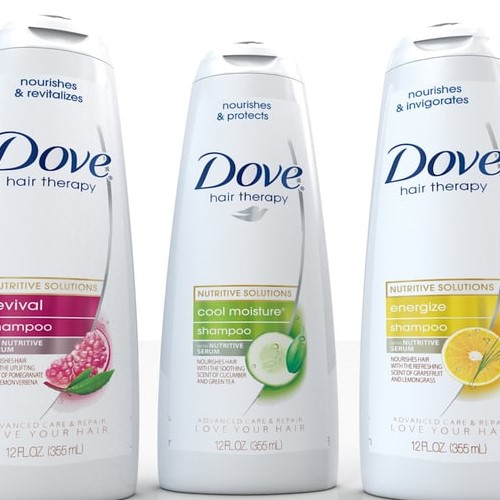 nourishes
& revitalizes
Dove
hair therapy
NUTRITIVE SOLUTIONS
revival
shampoo
NUTRITIVE
SERUM
NOURISHES HAIR
THE UPLIFTING
OF POMEGRANATE
LEMON VERBENA
ADVANCED CARE & REPAIR
LOVE YOUR HAIR
12 FL.OZ. (355 mL)
nourishes
& protects
Dove
hair therapy
NUTRITIVE SOLUTIONS
cool moisture®
shampoo
WITH NUTRITIVE
SERUM
NOURISHES HAIR
WITH THE SOOTHING
SCENT OF CUCUMBER
AND GREEN TEA
ADVANCED CARE & REPAIR
LOVE YOUR HAIR
12 FL.OZ. (355 mL)
nourishes
& invigorates
Dove
hair therapy
NUTRITIVE SOLUTIONS
energize
shampoo
WITH NUTRITIVE
SERUM
NOURISHES HAIR
WITH THE REFRESHING
SCENT OF GRAPEFRUIT
AND LEMONGRASS
ADVANCED CARE & REPAIR
LOVE YOUR HAIR
12 FL.OZ. (355 mL)